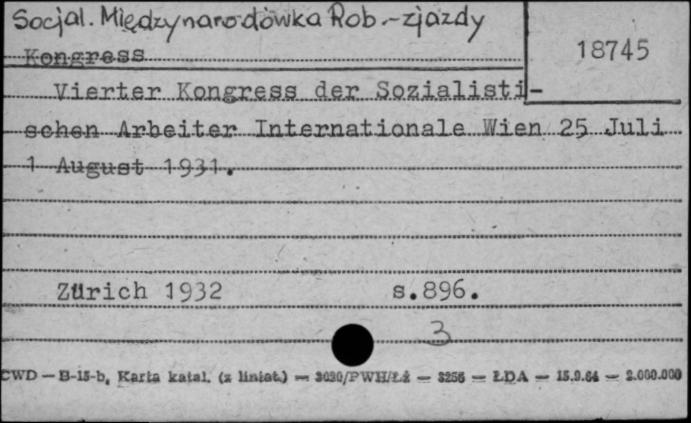 Socjal. Międzynarodówka Rob.-zjazdy
Kongress
18745
Vierter Kongress der Sozialisti-
schen Arbeiter Internationale Wien 25 Juli
1 August 1931.
Zürich 1932 s.896.
3
CWD — B-15-b, Karta katal. (z liniat.) — 3030/PWH/Łź — 3256 — ŁDA — 15.9.64 — 2.000.000